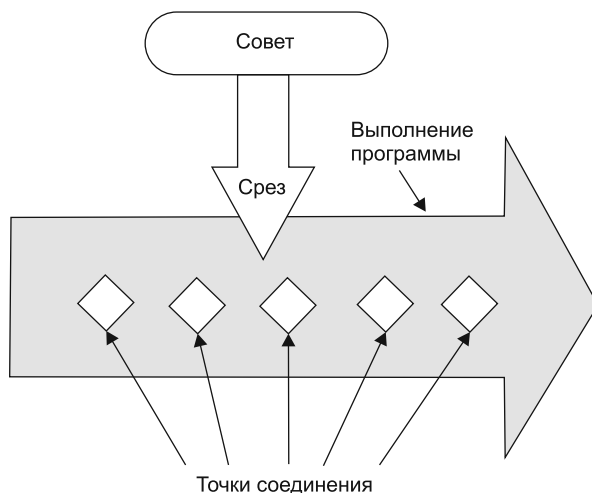 Совет
Выполнение
программы
Срез
Точки соединения